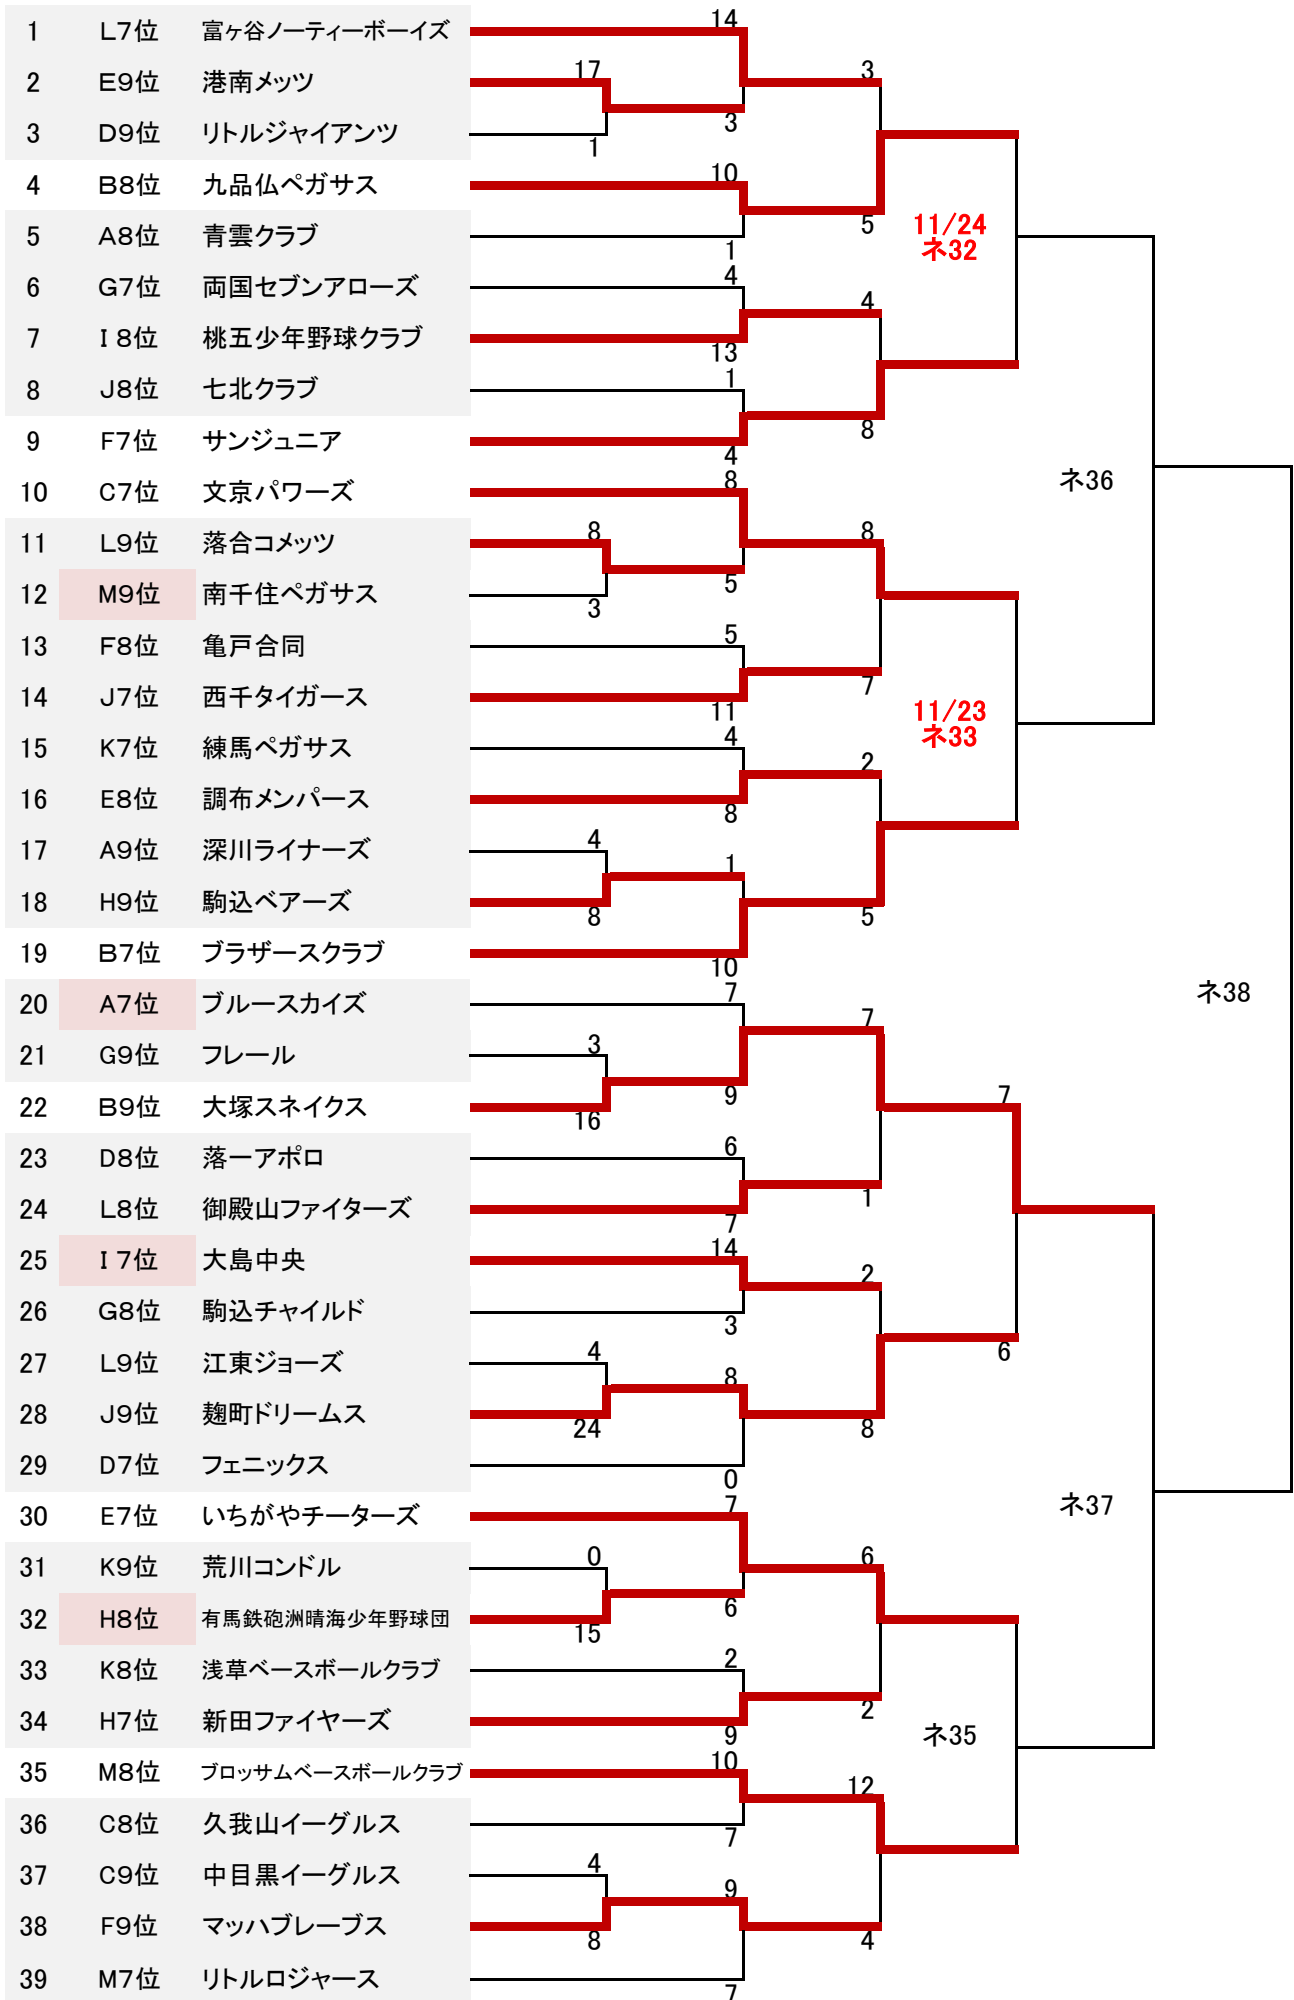 1 L7位 富ヶ谷ノーティーボーイズ 14
2 E9位 港南メッツ 17 3
3 D9位 リトルジャイアンツ 1 3
4 B8位 九品仏ペガサス 10
5 A8位 青雲クラブ 1 5 11/24
ネ32
6 G7位 両国セブンアローズ 4 4
7 I 8位 桃五少年野球クラブ 13
8 J8位 七北クラブ 1
9 F7位 サンジュニア 4 8
10 C7位 文京パワーズ 8 ネ36
11 L9位 落合コメッツ 8 8
12 M9位 南千住ペガサス 3 5
13 F8位 亀戸合同 5
14 J7位 西千タイガース 11 7 11/23
ネ33
15 K7位 練馬ペガサス 4 2
16 E8位 調布メンパース 8
17 A9位 深川ライナーズ 4 1
18 H9位 駒込ベアーズ 8 5
19 B7位 ブラザースクラブ 10
20 A7位 ブルースカイズ 7 7 ネ38
21 G9位 フレール 3 9
22 B9位 大塚スネイクス 16 7
23 D8位 落一アポロ 6
24 L8位 御殿山ファイターズ 7 1
25 I 7位 大島中央 14 2
26 G8位 駒込チャイルド 3
27 L9位 江東ジョーズ 4 8 6
28 J9位 麹町ドリームス 24 8
29 D7位 フェニックス 0
30 E7位 いちがやチーターズ 7 ネ37
31 K9位 荒川コンドル 0 6
32 H8位 有馬鉄砲洲晴海少年野球団 15 6
33 K8位 浅草ベースボールクラブ 2
34 H7位 新田ファイヤーズ 9 2 ネ35
35 M8位 ブロッサムベースボールクラブ 10 12
36 C8位 久我山イーグルス 7
37 C9位 中目黒イーグルス 4 9
38 F9位 マッハブレーブス 8 4
39 M7位 リトルロジャース 7